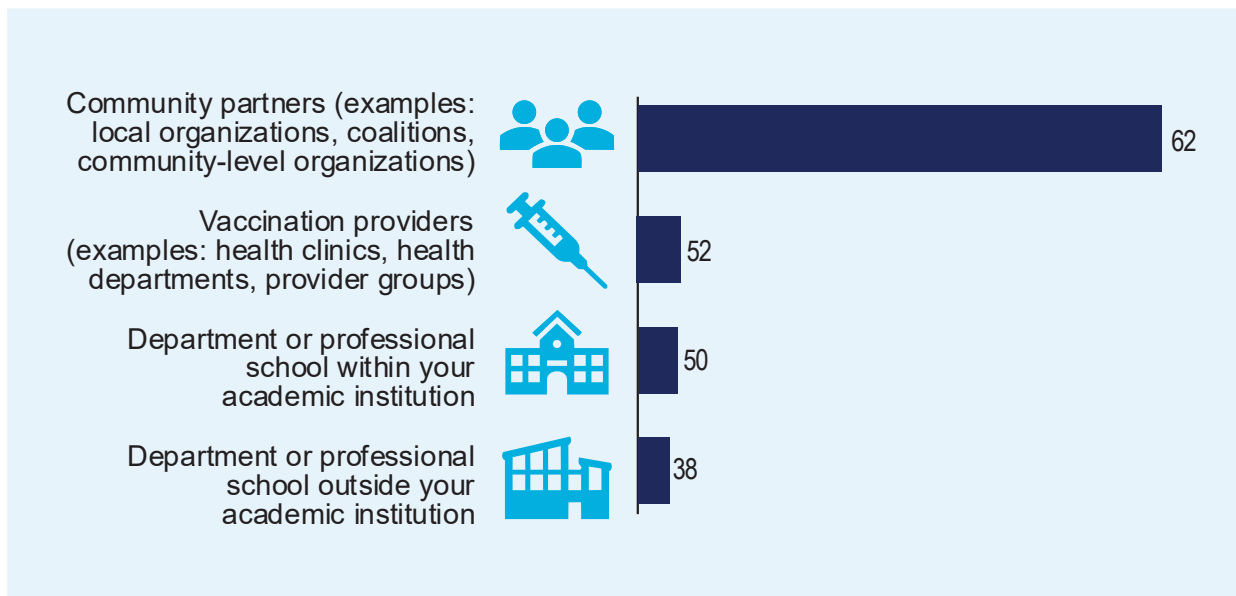 Community partners (examples:
local organizations, coalitions,
community-level organizations)
62
Vaccination providers
(examples: health clinics, health
departments, provider groups)
52
Department or professional
school within your
academic institution
50
Department or professional
school outside your
academic institution
38